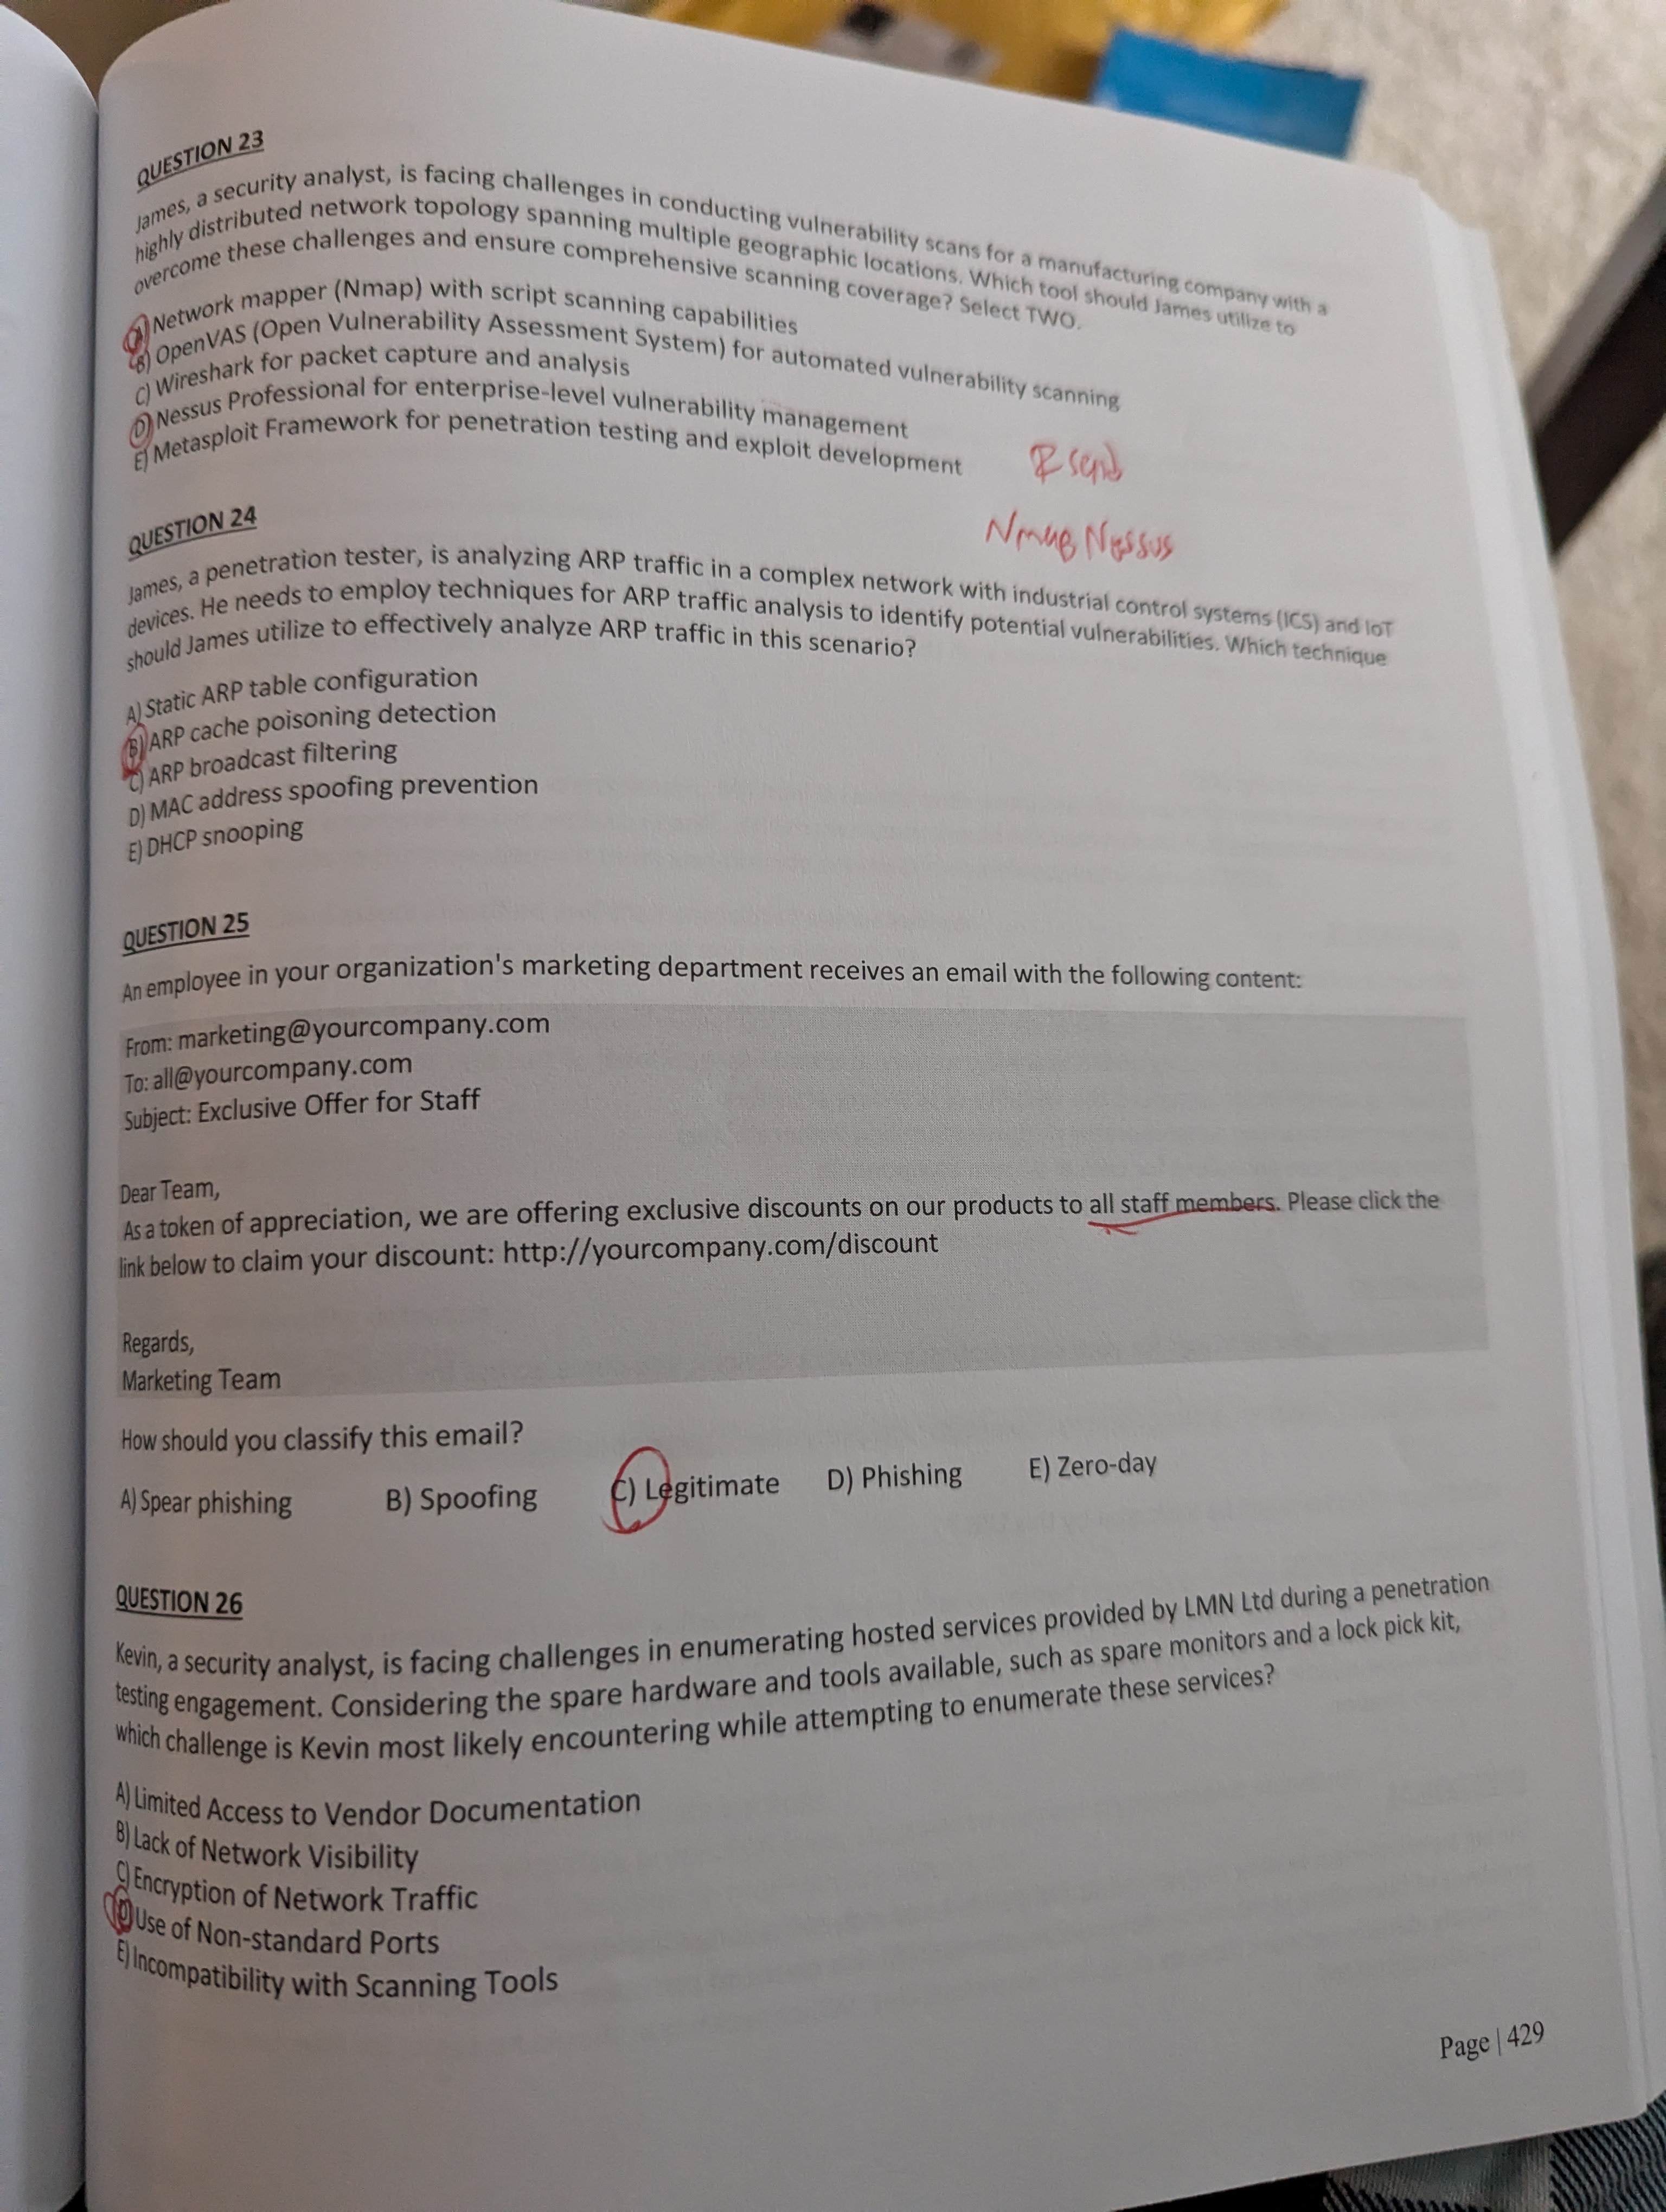 QUESTION 23
James, a security analyst, is facing challenges in conducting vulnerability scans for a manufacturing company with a
highly distributed network topology spanning multiple geographic locations. Which tool should James utilize to
overcome these challenges and ensure comprehensive scanning coverage? Select TWO.
A) Network mapper (Nmap) with script scanning capabilities
B) OpenVAS (Open Vulnerability Assessment System) for automated vulnerability scanning
C) Wireshark for packet capture and analysis
D) Nessus Professional for enterprise-level vulnerability management
E) Metasploit Framework for penetration testing and exploit development
Nessus
QUESTION 24
James, a penetration tester, is analyzing ARP traffic in a complex network with industrial control systems (ICS) and IoT
devices. He needs to employ techniques for ARP traffic analysis to identify potential vulnerabilities. Which technique
should James utilize to effectively analyze ARP traffic in this scenario?
A) Static ARP table configuration
B) ARP cache poisoning detection
C) ARP broadcast filtering
D) MAC address spoofing prevention
E) DHCP snooping
QUESTION 25
An employee in your organization's marketing department receives an email with the following content:
From: marketing@yourcompany.com
To: all@yourcompany.com
Subject: Exclusive Offer for Staff
Dear Team,
As a token of appreciation, we are offering exclusive discounts on our products to all staff members. Please click the
link below to claim your discount: http://yourcompany.com/discount
Regards,
Marketing Team
How should you classify this email?
A) Spear phishing B) Spoofing C) Legitimate D) Phishing E) Zero-day
QUESTION 26
Kevin, a security analyst, is facing challenges in enumerating hosted services provided by LMN Ltd during a penetration
testing engagement. Considering the spare hardware and tools available, such as spare monitors and a lock pick kit,
which challenge is Kevin most likely encountering while attempting to enumerate these services?
A) Limited Access to Vendor Documentation
B) Lack of Network Visibility
C) Encryption of Network Traffic
D) Use of Non-standard Ports
E) Incompatibility with Scanning Tools
Page | 429